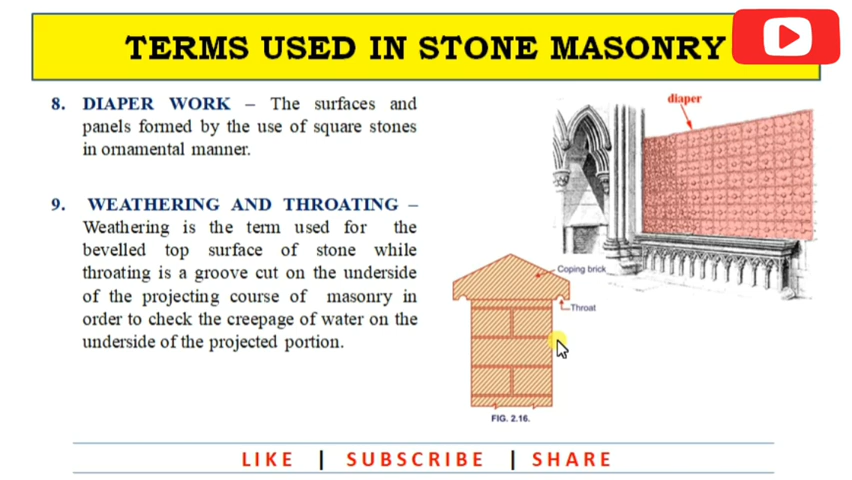 TERMS USED IN STONE MASONRY
8. DIAPER WORK – The surfaces and
panels formed by the use of square stones
in ornamental manner.
9. WEATHERING AND THROATING –
Weathering is the term used for the
bevelled top surface of stone while
throating is a groove cut on the underside
of the projecting course of masonry in
order to check the creepage of water on the
underside of the projected portion.
diaper
Coping brick
Throat
FIG. 2.16.
LIKE | SUBSCRIBE | SHARE